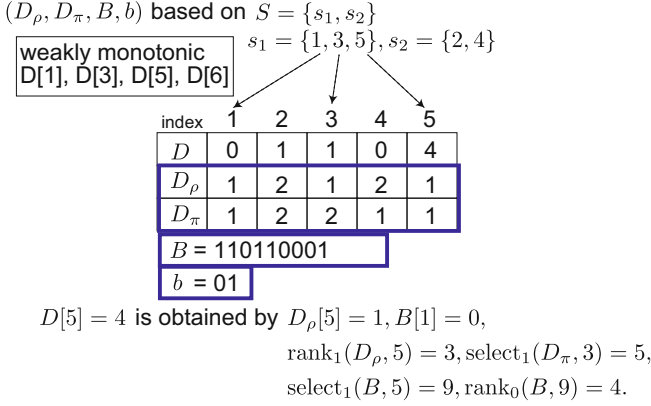 (D_ρ, D_π, B, b) based on S = {s_1, s_2}
s_1 = {1, 3, 5}, s_2 = {2, 4}
weakly monotonic
D[1], D[3], D[5], D[6]
index 1 2 3 4 5
D 0 1 1 0 4
D_ρ 1 2 1 2 1
D_π 1 2 2 1 1
B = 110110001
b = 01
D[5] = 4 is obtained by D_ρ[5] = 1, B[1] = 0,
rank_1(D_ρ, 5) = 3, select_1(D_π, 3) = 5,
select_1(B, 5) = 9, rank_0(B, 9) = 4.